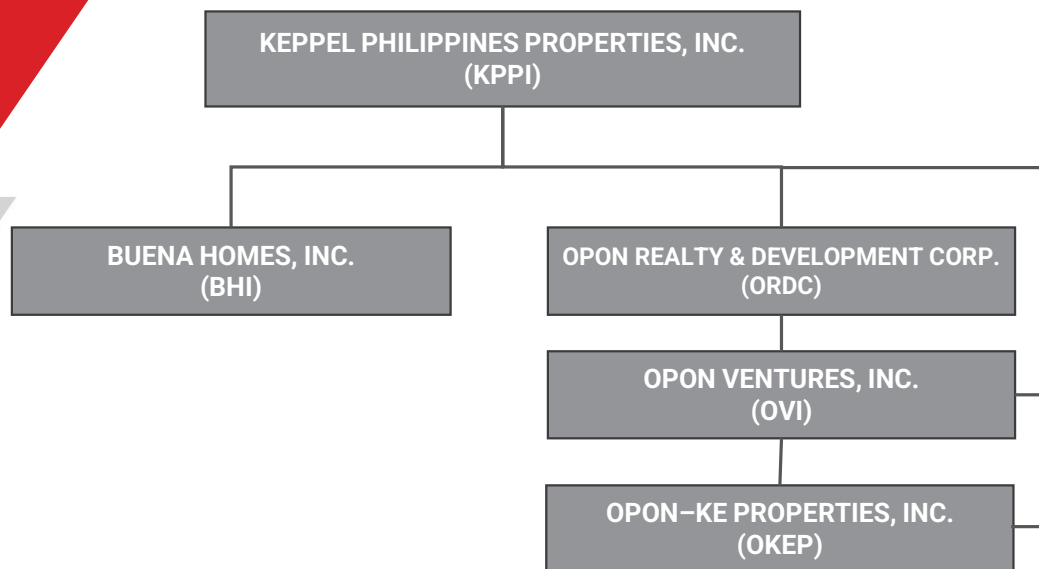 KEPPEL PHILIPPINES PROPERTIES, INC.
(KPPI)
BUENA HOMES, INC.
(BHI)
OPON REALTY & DEVELOPMENT CORP.
(ORDC)
OPON VENTURES, INC.
(OVI)
OPON–KE PROPERTIES, INC.
(OKEP)